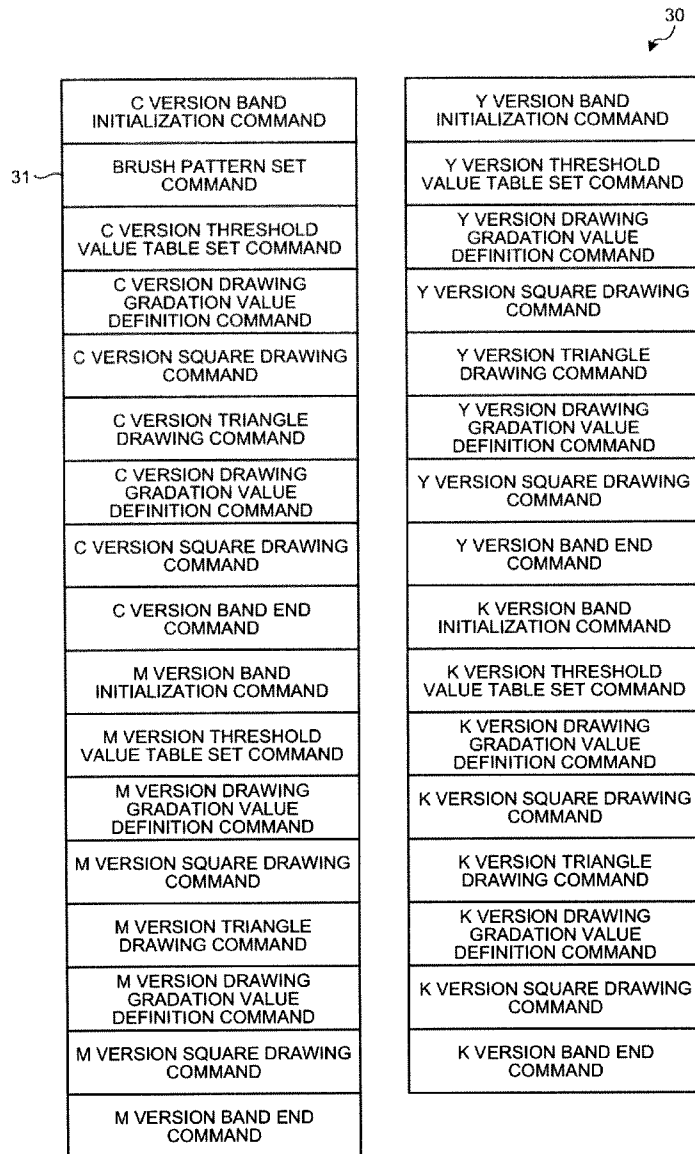 30
31
C VERSION BAND
INITIALIZATION COMMAND
BRUSH PATTERN SET
COMMAND
C VERSION THRESHOLD
VALUE TABLE SET COMMAND
C VERSION DRAWING
GRADATION VALUE
DEFINITION COMMAND
C VERSION SQUARE DRAWING
COMMAND
C VERSION TRIANGLE
DRAWING COMMAND
C VERSION DRAWING
GRADATION VALUE
DEFINITION COMMAND
C VERSION SQUARE DRAWING
COMMAND
C VERSION BAND END
COMMAND
M VERSION BAND
INITIALIZATION COMMAND
M VERSION THRESHOLD
VALUE TABLE SET COMMAND
M VERSION DRAWING
GRADATION VALUE
DEFINITION COMMAND
M VERSION SQUARE DRAWING
COMMAND
M VERSION TRIANGLE
DRAWING COMMAND
M VERSION DRAWING
GRADATION VALUE
DEFINITION COMMAND
M VERSION SQUARE DRAWING
COMMAND
M VERSION BAND END
COMMAND
Y VERSION BAND
INITIALIZATION COMMAND
Y VERSION THRESHOLD
VALUE TABLE SET COMMAND
Y VERSION DRAWING
GRADATION VALUE
DEFINITION COMMAND
Y VERSION SQUARE DRAWING
COMMAND
Y VERSION TRIANGLE
DRAWING COMMAND
Y VERSION DRAWING
GRADATION VALUE
DEFINITION COMMAND
Y VERSION SQUARE DRAWING
COMMAND
Y VERSION BAND END
COMMAND
K VERSION BAND
INITIALIZATION COMMAND
K VERSION THRESHOLD
VALUE TABLE SET COMMAND
K VERSION DRAWING
GRADATION VALUE
DEFINITION COMMAND
K VERSION SQUARE DRAWING
COMMAND
K VERSION TRIANGLE
DRAWING COMMAND
K VERSION DRAWING
GRADATION VALUE
DEFINITION COMMAND
K VERSION SQUARE DRAWING
COMMAND
K VERSION BAND END
COMMAND